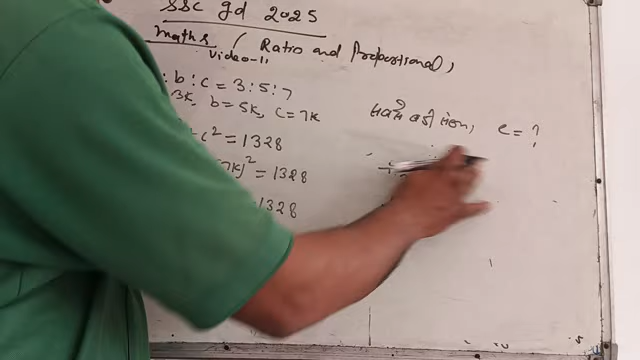 SSC gd 2025
Maths (Ratio and Proportional),
Video-11
: b : c = 3 : 5 : 7
3K, b = 5K, c = 7K
c² = 1328
7K)² = 1328
= 1328
c = ?